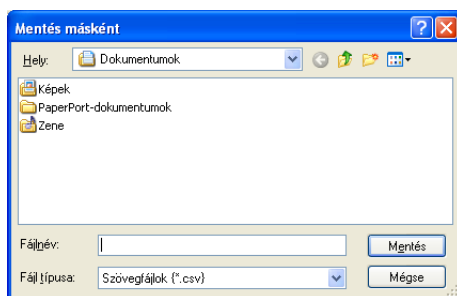 Mentés másként
Hely: Dokumentumok
Képek
PaperPort-dokumentumok
Zene
Fájlnév: Mentés
Fájl típusa: Szövegfájlok {*.csv} Mégse